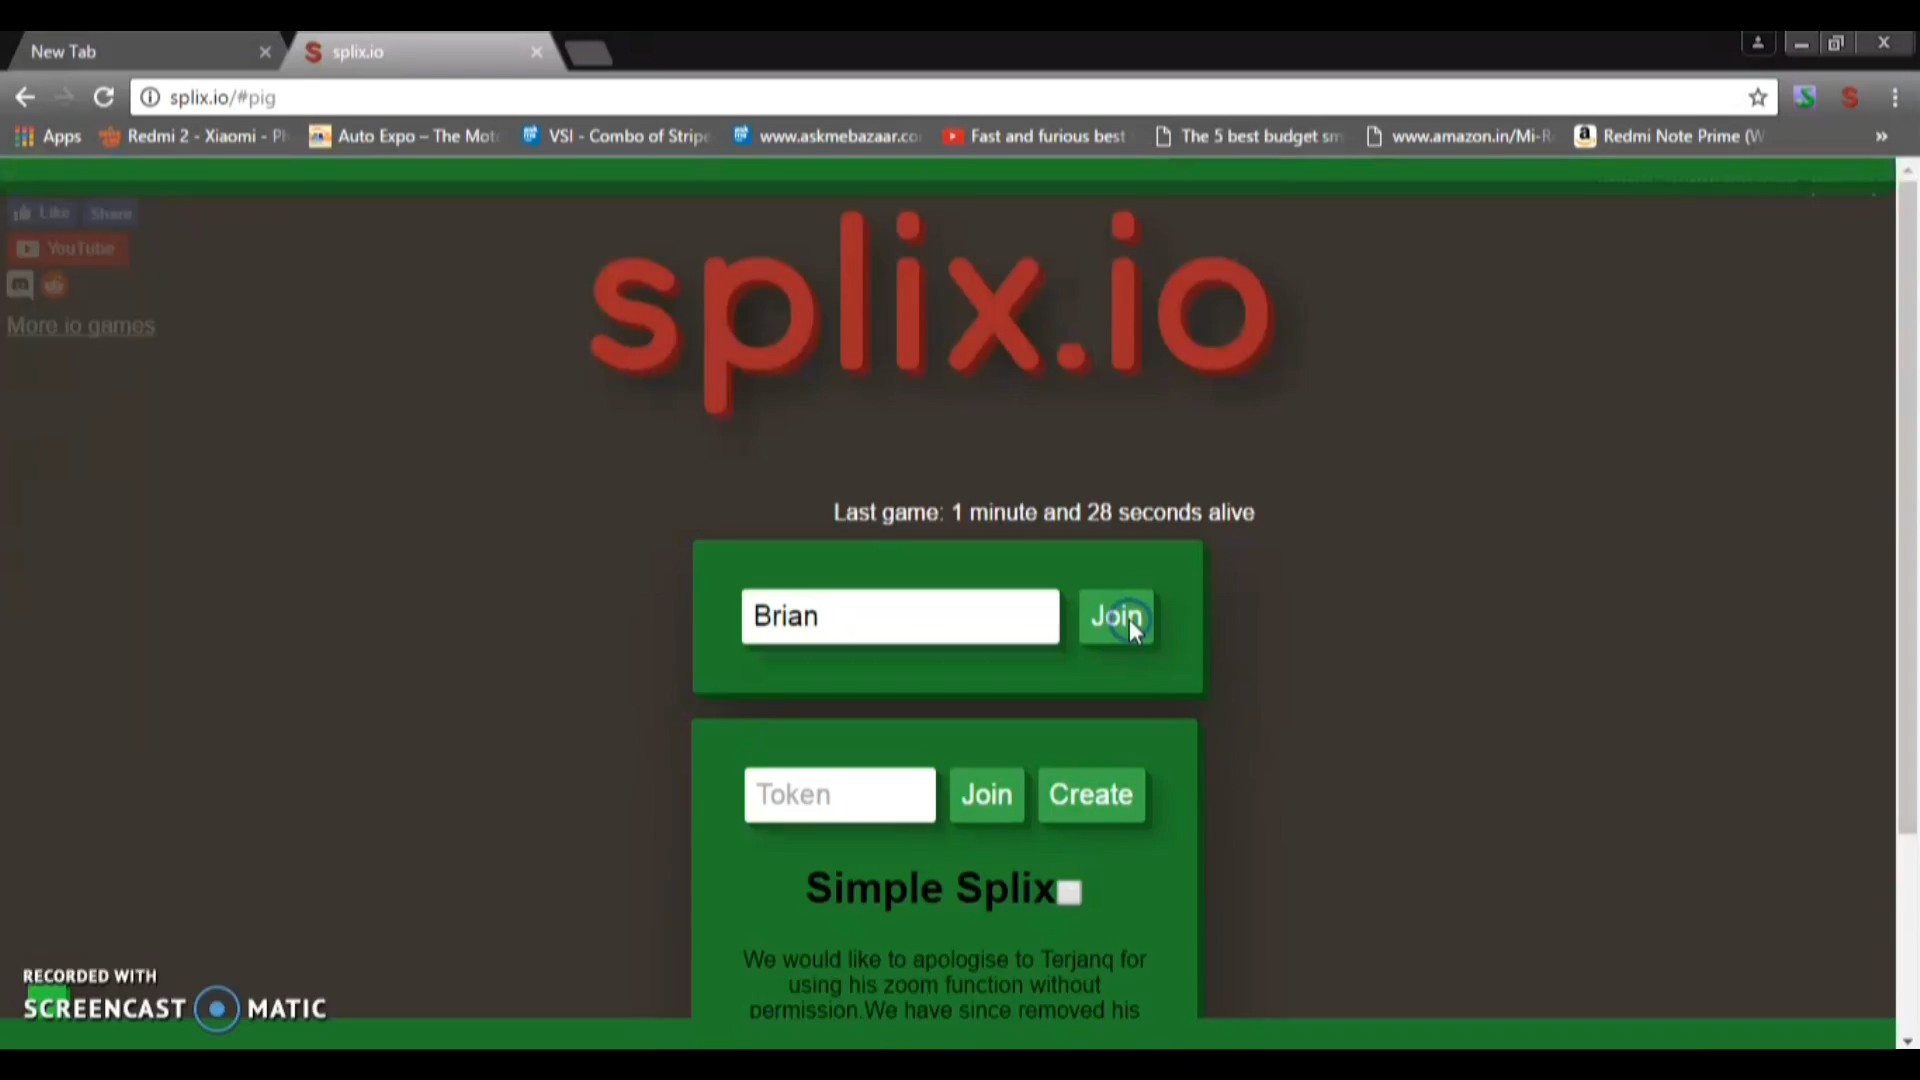 New Tab
splix.io
splix.io/#pig
Apps
Redmi 2 - Xiaomi - Ph
Auto Expo – The Moto
VSI - Combo of Stripe
www.askmebazaar.co
Fast and furious best
The 5 best budget sm
www.amazon.in/Mi-R
Redmi Note Prime (W
»
Like
Share
YouTube
More io games
splix.io
Last game: 1 minute and 28 seconds alive
Brian
Join
Token
Join
Create
Simple Splix
We would like to apologise to Terjanq for
using his zoom function without
permission.We have since removed his
RECORDED WITH
SCREENCAST MATIC